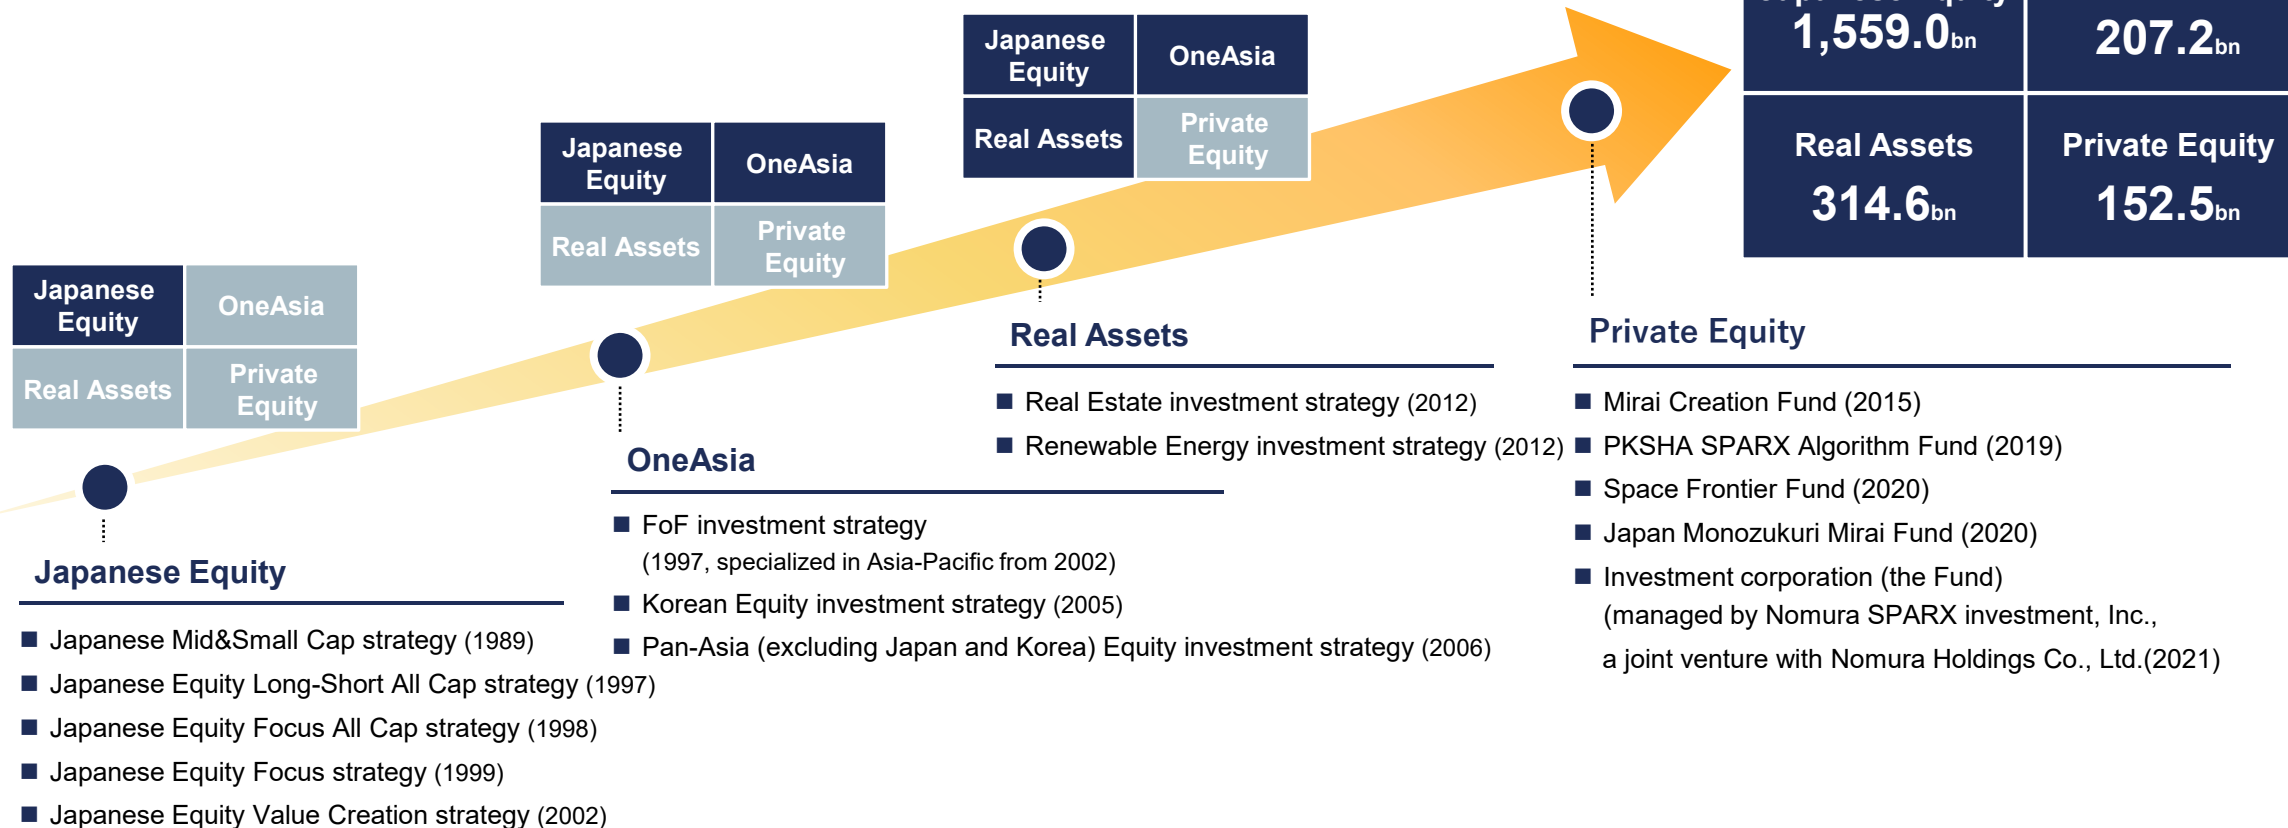 Japanese Equity
1,559.0bn
207.2bn
Real Assets
314.6bn
Private Equity
152.5bn
Japanese
Equity
OneAsia
Real Assets
Private
Equity
Japanese
Equity
OneAsia
Real Assets
Private
Equity
Japanese
Equity
OneAsia
Real Assets
Private
Equity
Japanese Equity
■ Japanese Mid&Small Cap strategy (1989)
■ Japanese Equity Long-Short All Cap strategy (1997)
■ Japanese Equity Focus All Cap strategy (1998)
■ Japanese Equity Focus strategy (1999)
■ Japanese Equity Value Creation strategy (2002)
OneAsia
■ FoF investment strategy
(1997, specialized in Asia-Pacific from 2002)
■ Korean Equity investment strategy (2005)
■ Pan-Asia (excluding Japan and Korea) Equity investment strategy (2006)
Real Assets
■ Real Estate investment strategy (2012)
■ Renewable Energy investment strategy (2012)
Private Equity
■ Mirai Creation Fund (2015)
■ PKSHA SPARX Algorithm Fund (2019)
■ Space Frontier Fund (2020)
■ Japan Monozukuri Mirai Fund (2020)
■ Investment corporation (the Fund)
(managed by Nomura SPARX investment, Inc.,
a joint venture with Nomura Holdings Co., Ltd.(2021)